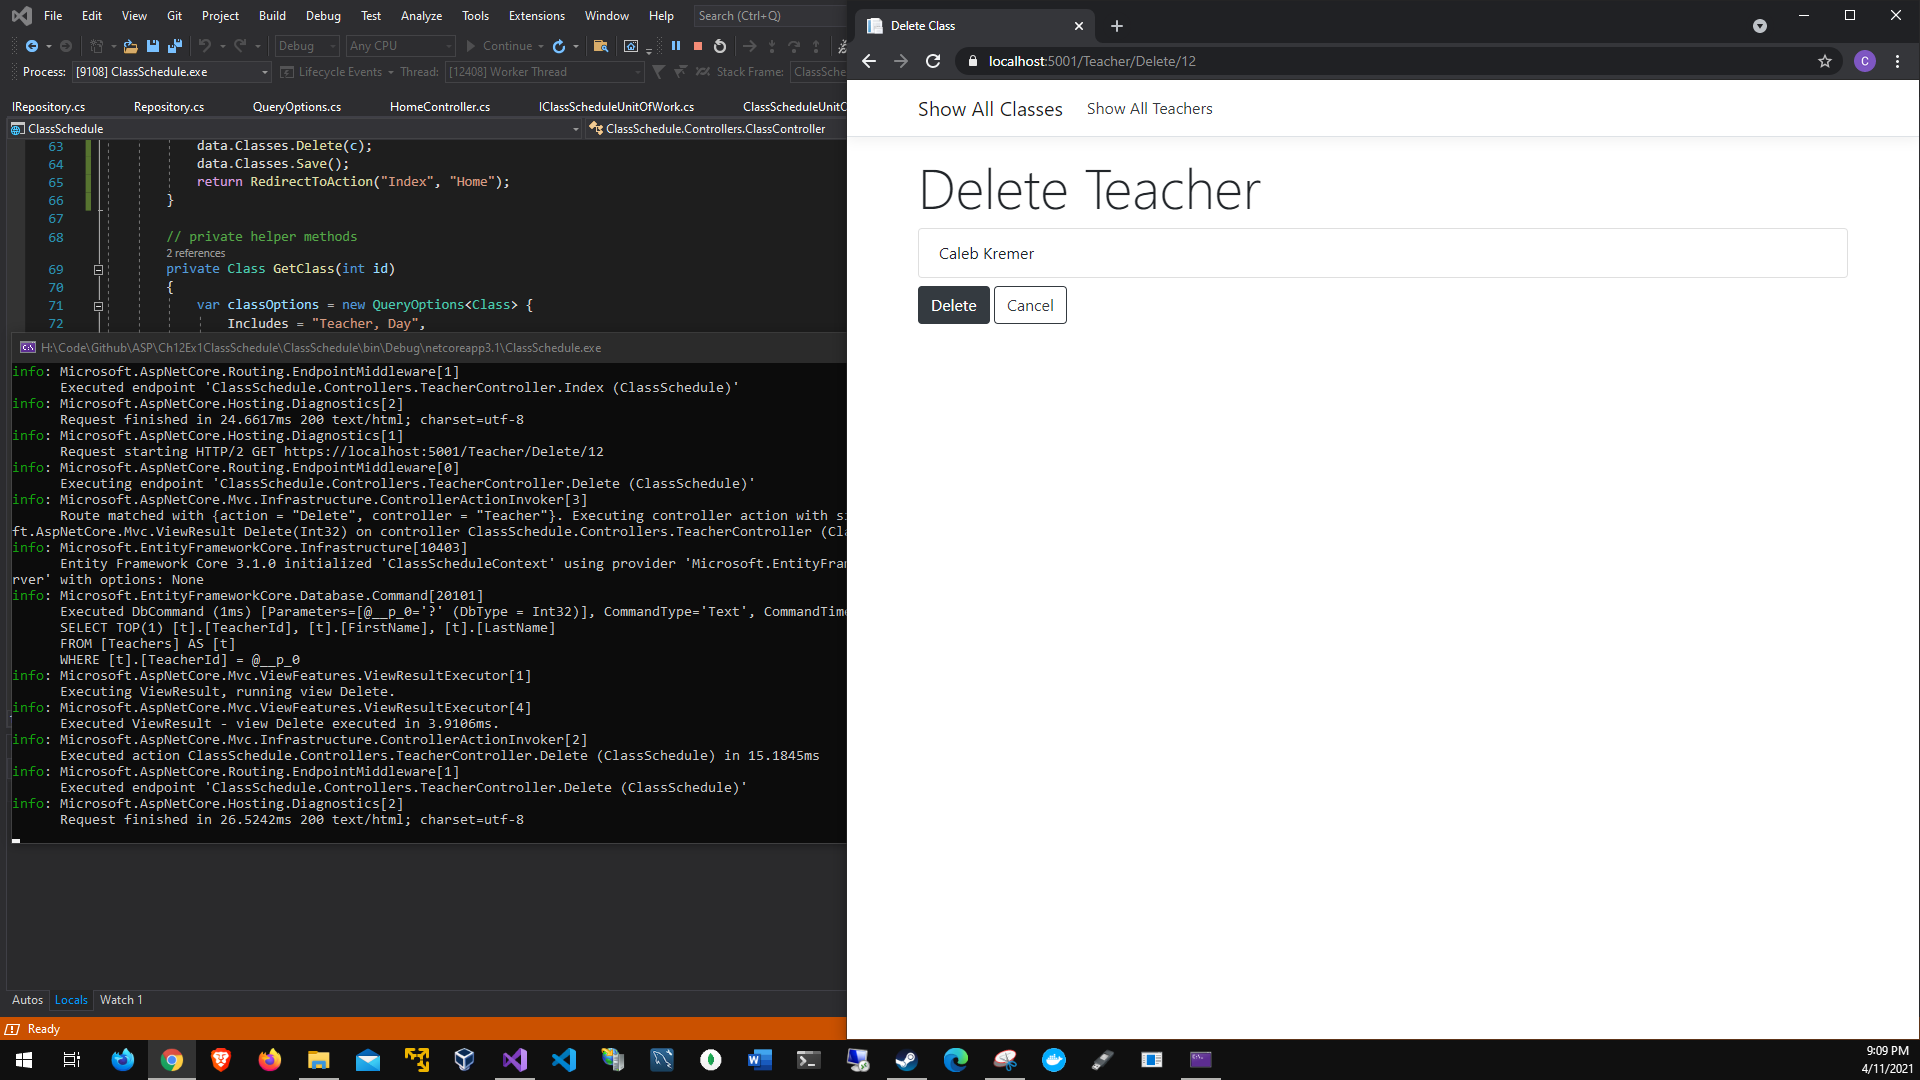 File Edit View Git Project Build Debug Test Analyze Tools Extensions Window Help Search (Ctrl+Q)
Debug Any CPU Continue
Process: [9108] ClassSchedule.exe Lifecycle Events Thread: [12408] Worker Thread Stack Frame: ClassSche
IRepository.cs Repository.cs QueryOptions.cs HomeController.cs IClassScheduleUnitOfWork.cs ClassScheduleUnitC
ClassSchedule ClassSchedule.Controllers.ClassController
63 data.Classes.Delete(c);
64 data.Classes.Save();
65 return RedirectToAction("Index", "Home");
66 }
67
68 // private helper methods
2 references
69 private Class GetClass(int id)
70 {
71 var classOptions = new QueryOptions<Class> {
72 Includes = "Teacher, Day",
H:\Code\Github\ASP\Ch12Ex1ClassSchedule\ClassSchedule\bin\Debug\netcoreapp3.1\ClassSchedule.exe
info: Microsoft.AspNetCore.Routing.EndpointMiddleware[1]
Executed endpoint 'ClassSchedule.Controllers.TeacherController.Index (ClassSchedule)'
info: Microsoft.AspNetCore.Hosting.Diagnostics[2]
Request finished in 24.6617ms 200 text/html; charset=utf-8
info: Microsoft.AspNetCore.Hosting.Diagnostics[1]
Request starting HTTP/2 GET https://localhost:5001/Teacher/Delete/12
info: Microsoft.AspNetCore.Routing.EndpointMiddleware[0]
Executing endpoint 'ClassSchedule.Controllers.TeacherController.Delete (ClassSchedule)'
info: Microsoft.AspNetCore.Mvc.Infrastructure.ControllerActionInvoker[3]
Route matched with {action = "Delete", controller = "Teacher"}. Executing controller action with si
ft.AspNetCore.Mvc.ViewResult Delete(Int32) on controller ClassSchedule.Controllers.TeacherController (Cla
info: Microsoft.EntityFrameworkCore.Infrastructure[10403]
Entity Framework Core 3.1.0 initialized 'ClassScheduleContext' using provider 'Microsoft.EntityFram
rver' with options: None
info: Microsoft.EntityFrameworkCore.Database.Command[20101]
Executed DbCommand (1ms) [Parameters=[@__p_0='?' (DbType = Int32)], CommandType='Text', CommandTime
SELECT TOP(1) [t].[TeacherId], [t].[FirstName], [t].[LastName]
FROM [Teachers] AS [t]
WHERE [t].[TeacherId] = @__p_0
info: Microsoft.AspNetCore.Mvc.ViewFeatures.ViewResultExecutor[1]
Executing ViewResult, running view Delete.
info: Microsoft.AspNetCore.Mvc.ViewFeatures.ViewResultExecutor[4]
Executed ViewResult - view Delete executed in 3.9106ms.
info: Microsoft.AspNetCore.Mvc.Infrastructure.ControllerActionInvoker[2]
Executed action ClassSchedule.Controllers.TeacherController.Delete (ClassSchedule) in 15.1845ms
info: Microsoft.AspNetCore.Routing.EndpointMiddleware[1]
Executed endpoint 'ClassSchedule.Controllers.TeacherController.Delete (ClassSchedule)'
info: Microsoft.AspNetCore.Hosting.Diagnostics[2]
Request finished in 26.5242ms 200 text/html; charset=utf-8
Autos Locals Watch 1
Ready
Delete Class
localhost:5001/Teacher/Delete/12
C
Show All Classes Show All Teachers
Delete Teacher
Caleb Kremer
Delete Cancel
9:09 PM
4/11/2021